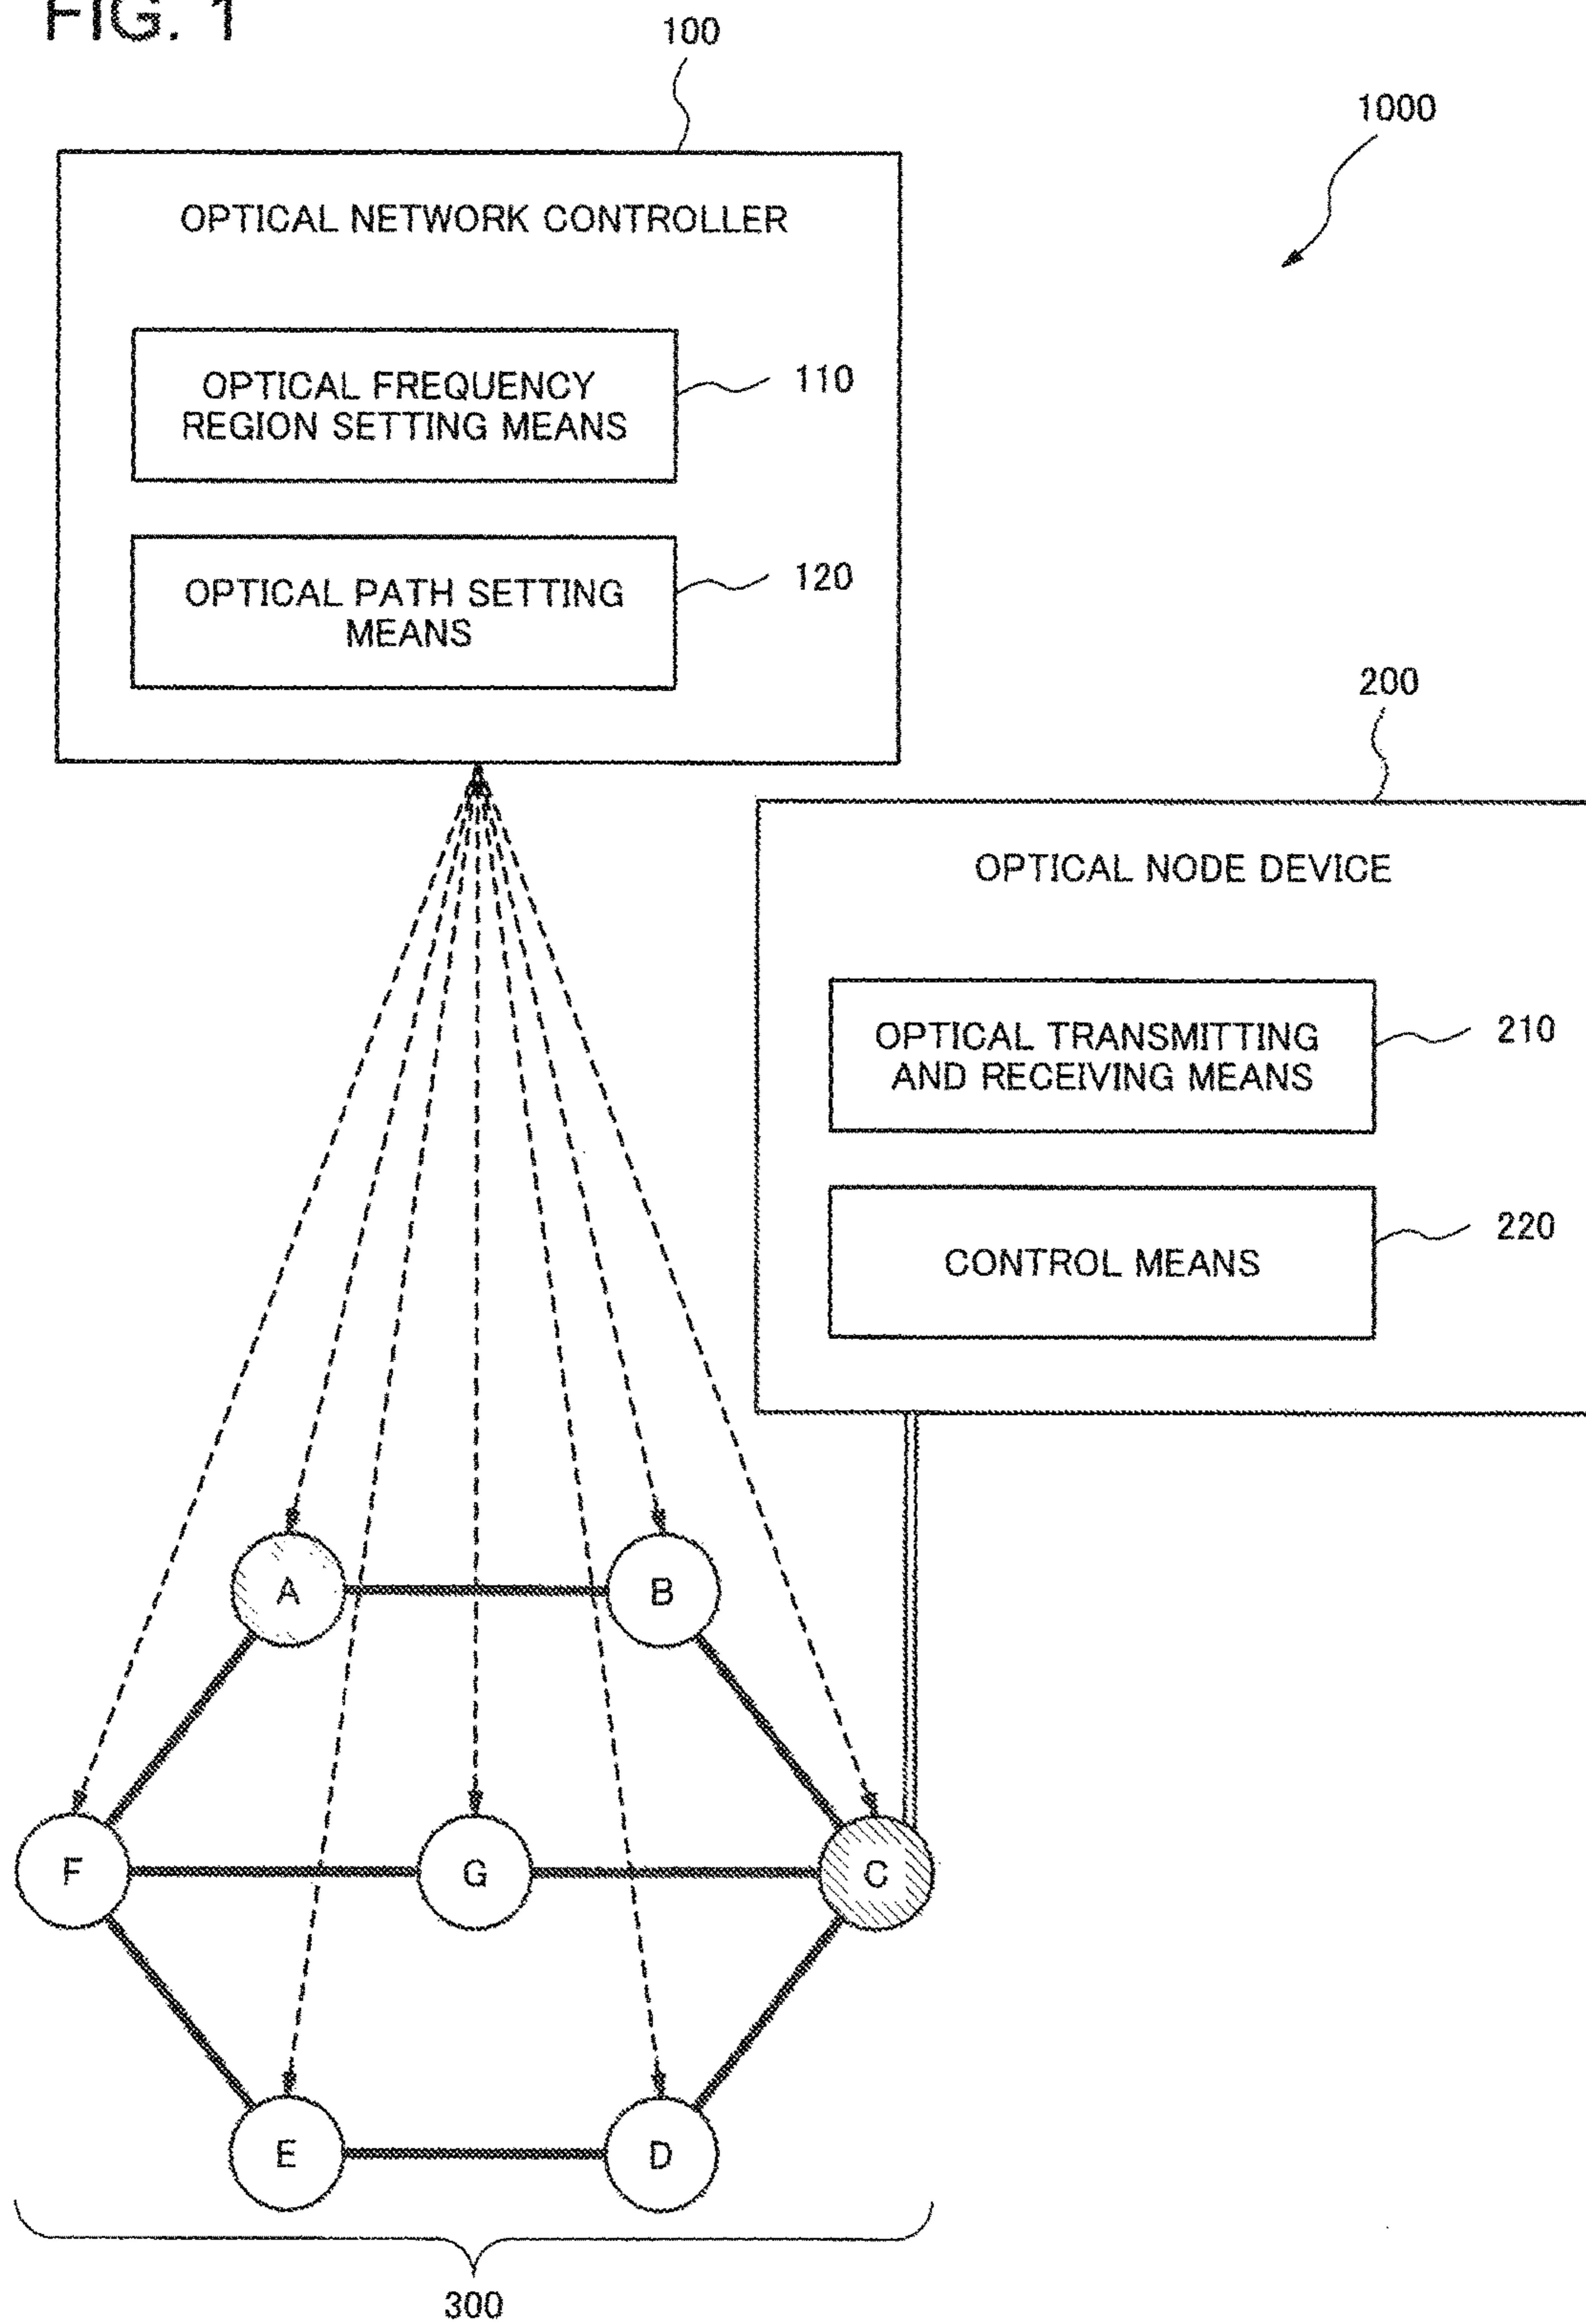 FIG. 1
100
1000
OPTICAL NETWORK CONTROLLER
OPTICAL FREQUENCY
REGION SETTING MEANS
110
OPTICAL PATH SETTING
MEANS
120
200
OPTICAL NODE DEVICE
OPTICAL TRANSMITTING
AND RECEIVING MEANS
210
CONTROL MEANS
220
A
B
F
G
C
E
D
300